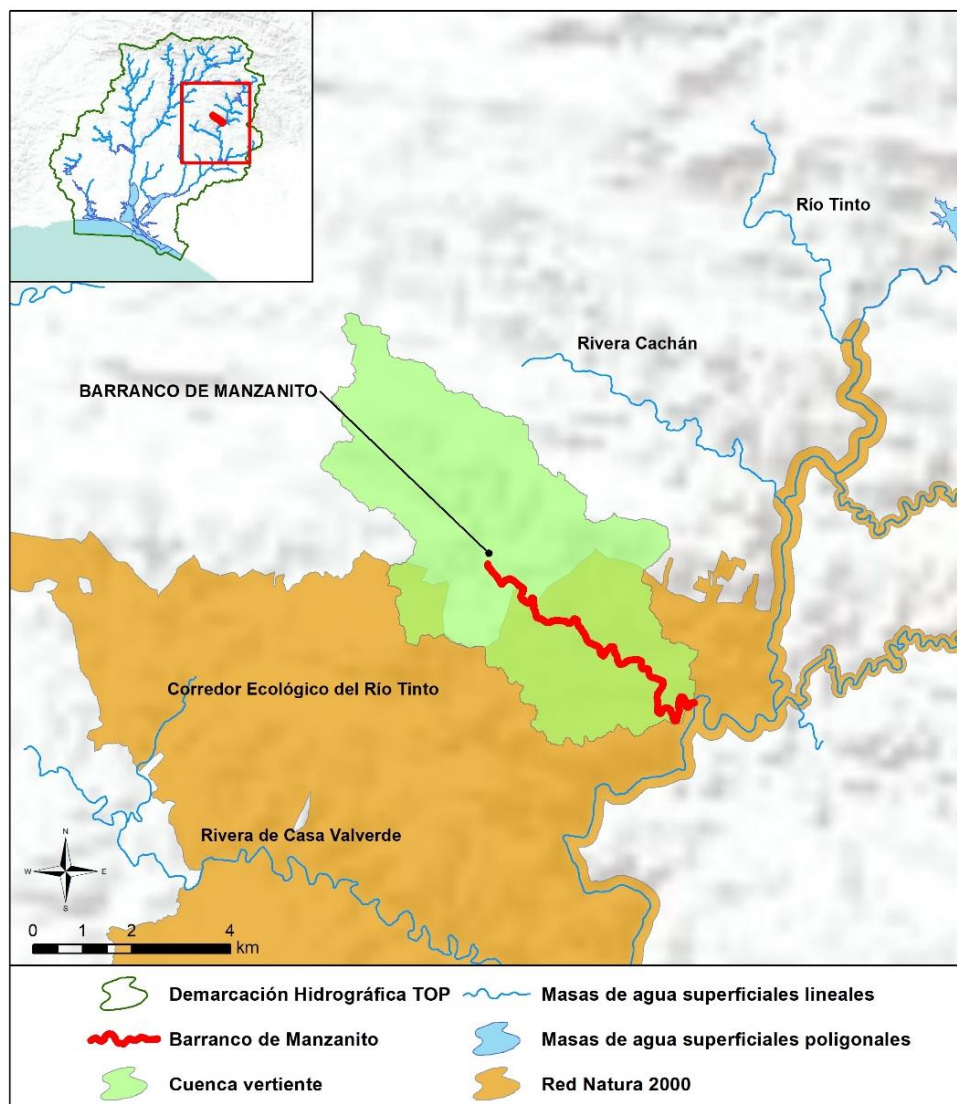 Río Tinto
Rivera Cachán
BARRANCO DE MANZANITO
Corredor Ecológico del Río Tinto
Rivera de Casa Valverde
N
W E
S
0 1 2 4
km
Demarcación Hidrográfica TOP
Masas de agua superficiales lineales
Barranco de Manzanito
Masas de agua superficiales poligonales
Cuenca vertiente
Red Natura 2000